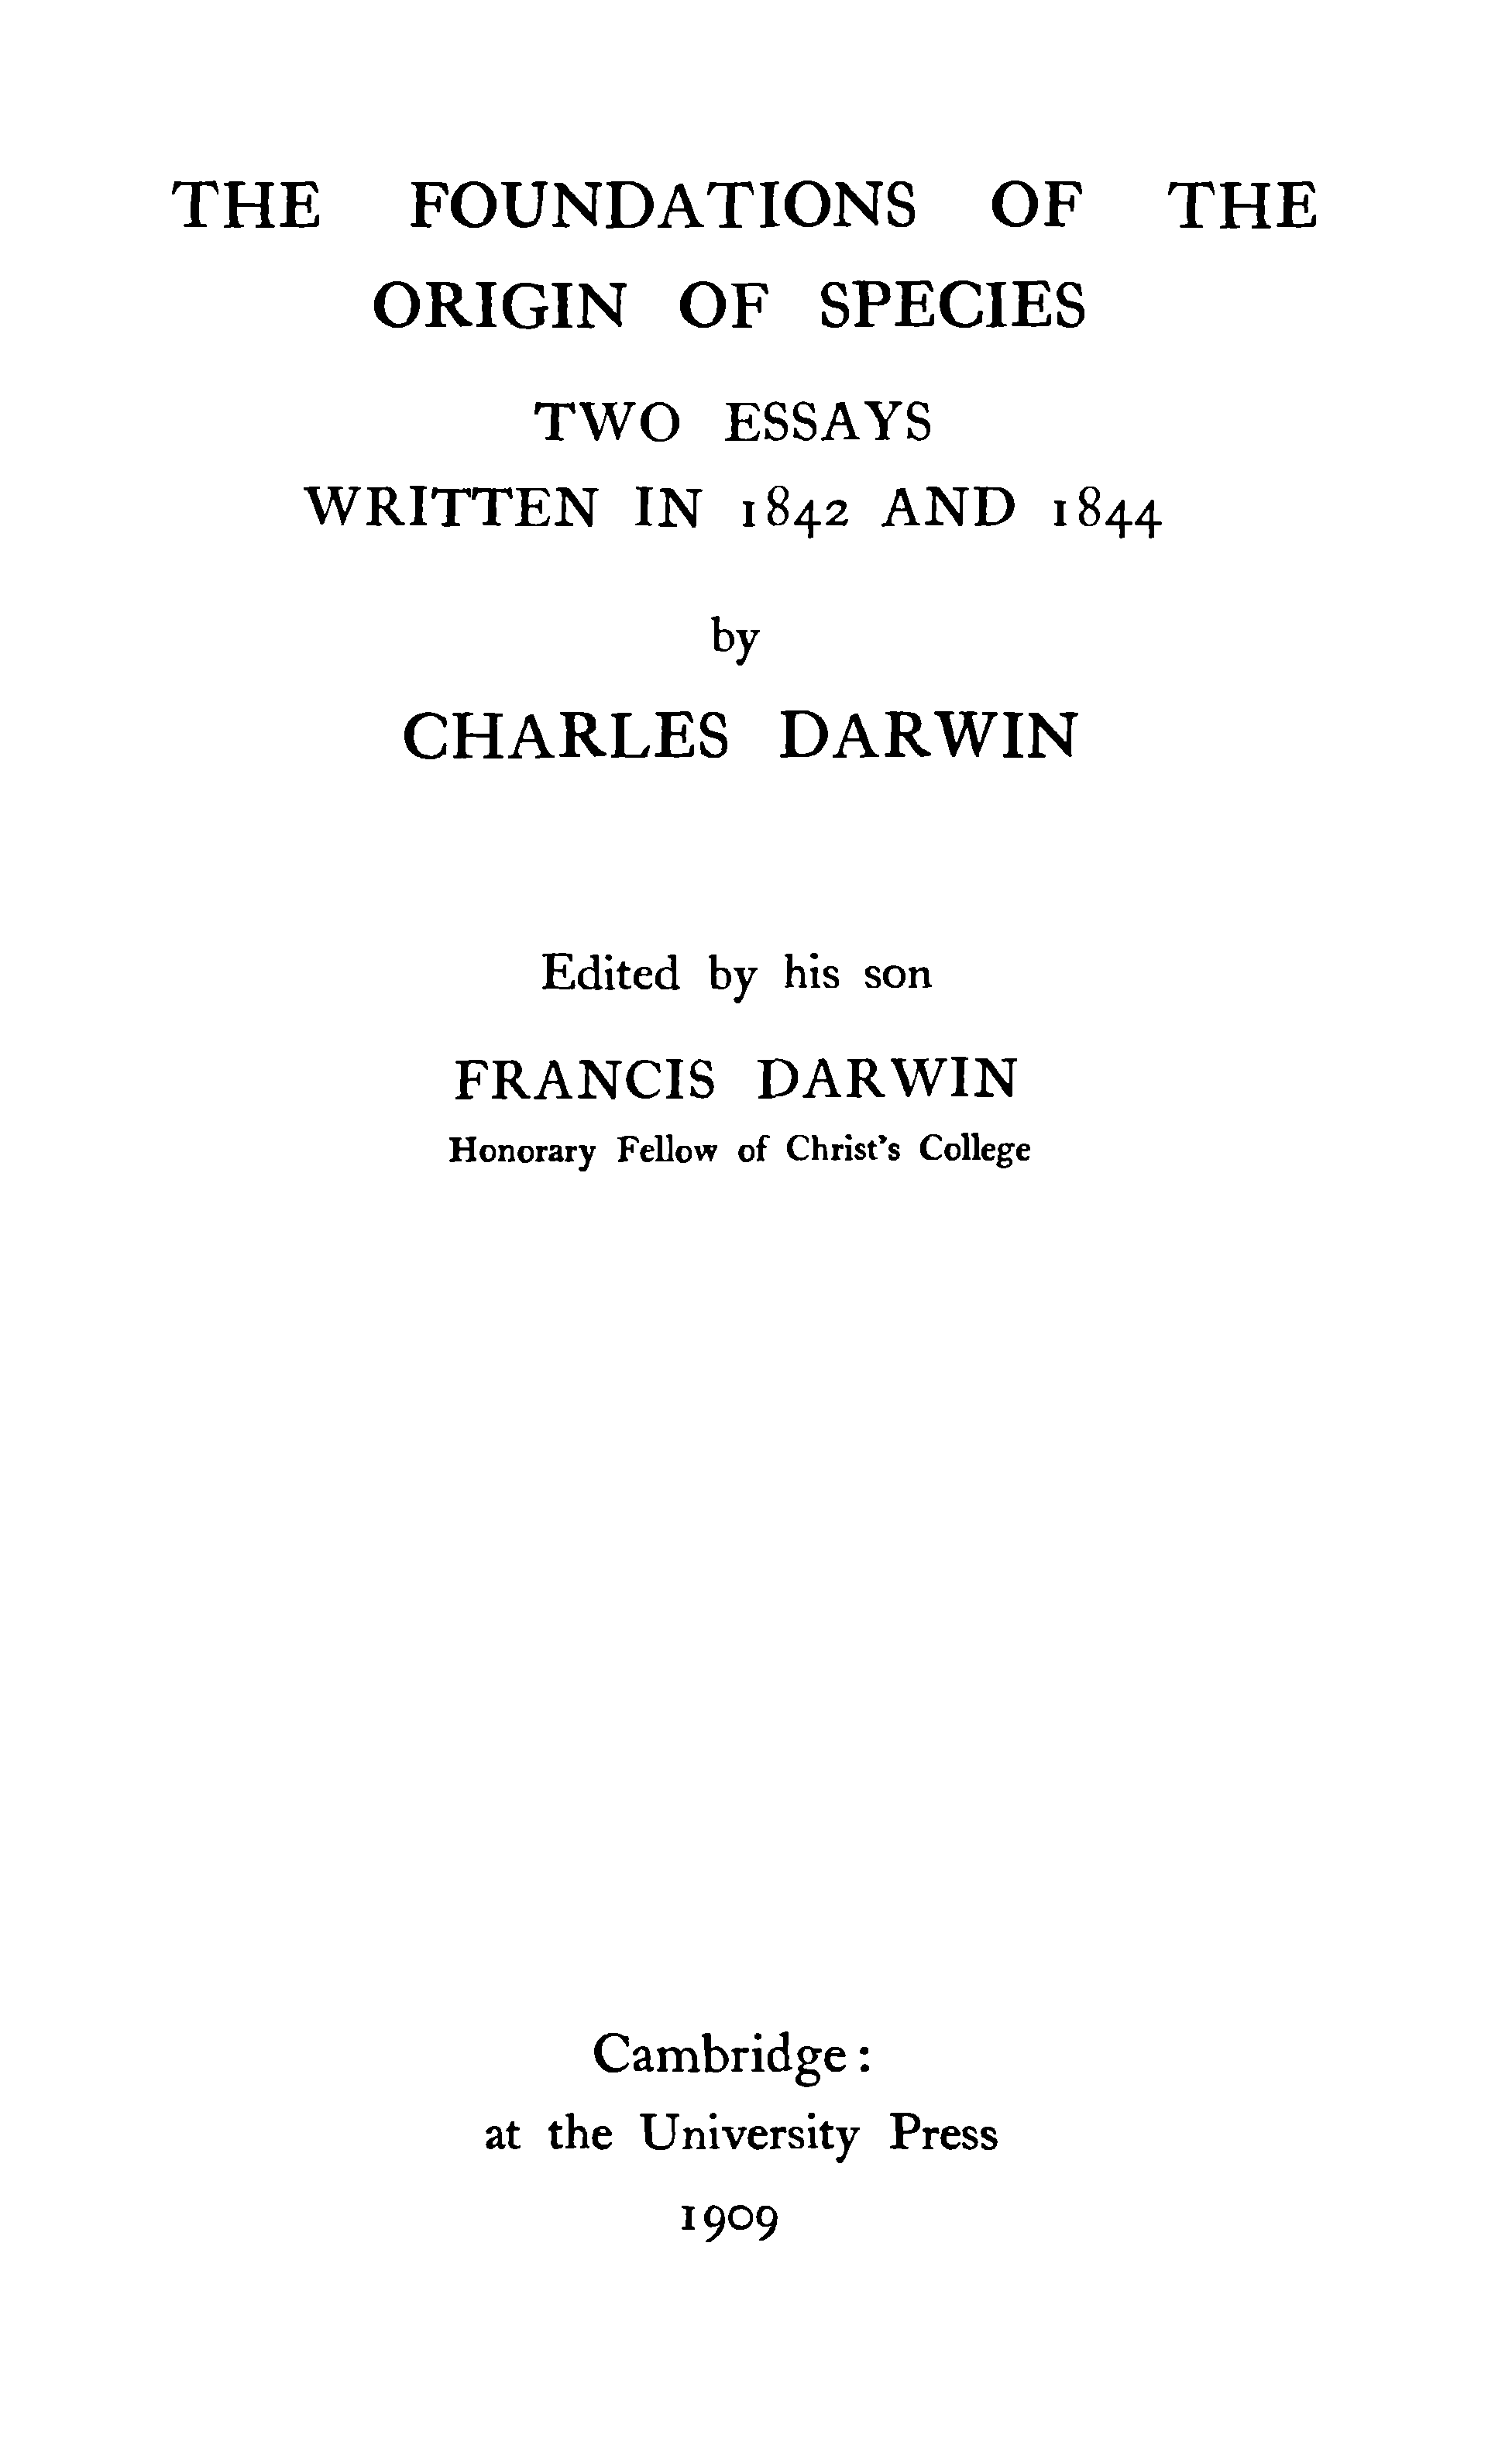 THE FOUNDATIONS OF THE
ORIGIN OF SPECIES
TWO ESSAYS
WRITTEN IN 1842 AND 1844
by
CHARLES DARWIN
Edited by his son
FRANCIS DARWIN
Honorary Fellow of Christ's College
Cambridge:
at the University Press
1909